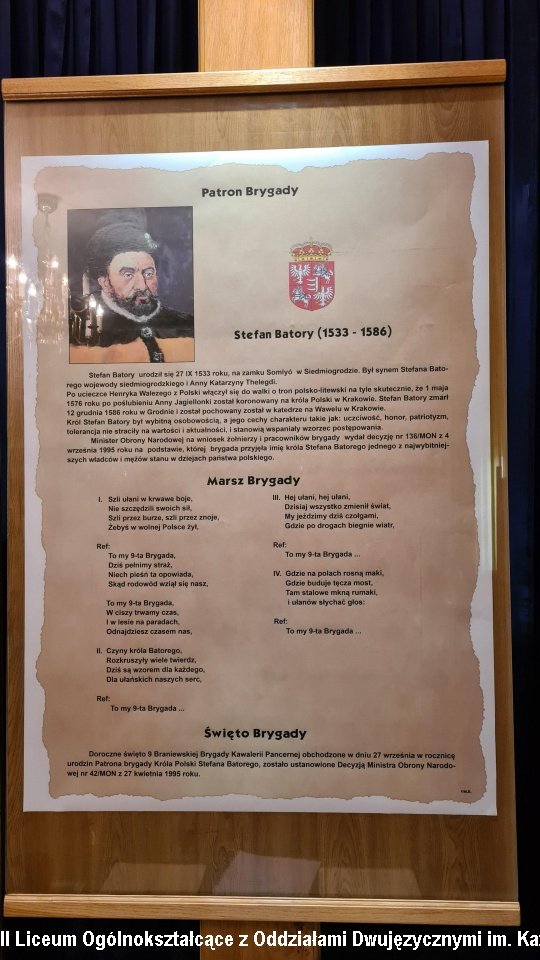 Patron Brygady
Stefan Batory (1533 - 1586)
Stefan Batory urodził się 27 IX 1533 roku, na zamku Somlyó w Siedmiogrodzie. Był synem Stefana Bato-
rego wojewody siedmiogrodzkiego i Anny Katarzyny Thelegdi.
Po ucieczce Henryka Walezego z Polski włączył się do walki o tron polsko-litewski na tyle skutecznie, że 1 maja
1576 roku po poślubieniu Anny Jagiellonki został koronowany na króla Polski w Krakowie. Stefan Batory zmarł
12 grudnia 1586 roku w Grodnie i został pochowany został w katedrze na Wawelu w Krakowie.
Król Stefan Batory był wybitną osobowością, a jego cechy charakteru takie jak: uczciwość, honor, patriotyzm,
tolerancja nie straciły na wartości i aktualności, i stanowią wspaniały wzorzec postępowania.
Minister Obrony Narodowej na wniosek żołnierzy i pracowników brygady wydał decyzję nr 136/MON z 4
września 1995 roku na podstawie, której brygada przyjęła imię króla Stefana Batorego jednego z najwybitniej-
szych władców i mężów stanu w dziejach państwa polskiego.
Marsz Brygady
I. Szli ułani w krwawe boje,
Nie szczędzili swoich sił,
Szli przez burze, szli przez znoje,
Żebyś w wolnej Polsce żył.
Ref:
To my 9-ta Brygada,
Dziś pełnimy straż,
Niech pieśń ta opowiada,
Skąd rodowód wziął się nasz,
To my 9-ta Brygada,
W ciszy trwamy czas,
I w lesie na paradach,
Odnajdziesz czasem nas,
II. Czyny króla Batorego,
Rozkruszyły wiele twierdz,
Dziś są wzorem dla każdego,
Dla ułańskich naszych serc,
Ref:
To my 9-ta Brygada ...
III. Hej ułani, hej ułani,
Dzisiaj wszystko zmienił świat,
My jeździmy dziś czołgami,
Gdzie po drogach biegnie wiatr,
Ref:
To my 9-ta Brygada ...
IV. Gdzie na polach rosną maki,
Gdzie buduje tęcza most,
Tam stalowe mkną rumaki,
i ułanów słychać głos:
Ref:
To my 9-ta Brygada ...
Święto Brygady
Doroczne święto 9 Braniewskiej Brygady Kawalerii Pancernej obchodzone w dniu 27 września w rocznicę
urodzin Patrona brygady Króla Polski Stefana Batorego, zostało ustanowione Decyzją Ministra Obrony Narodo-
wej nr 42/MON z 27 kwietnia 1995 roku.
II Liceum Ogólnokształcące z Oddziałami Dwujęzycznymi im.